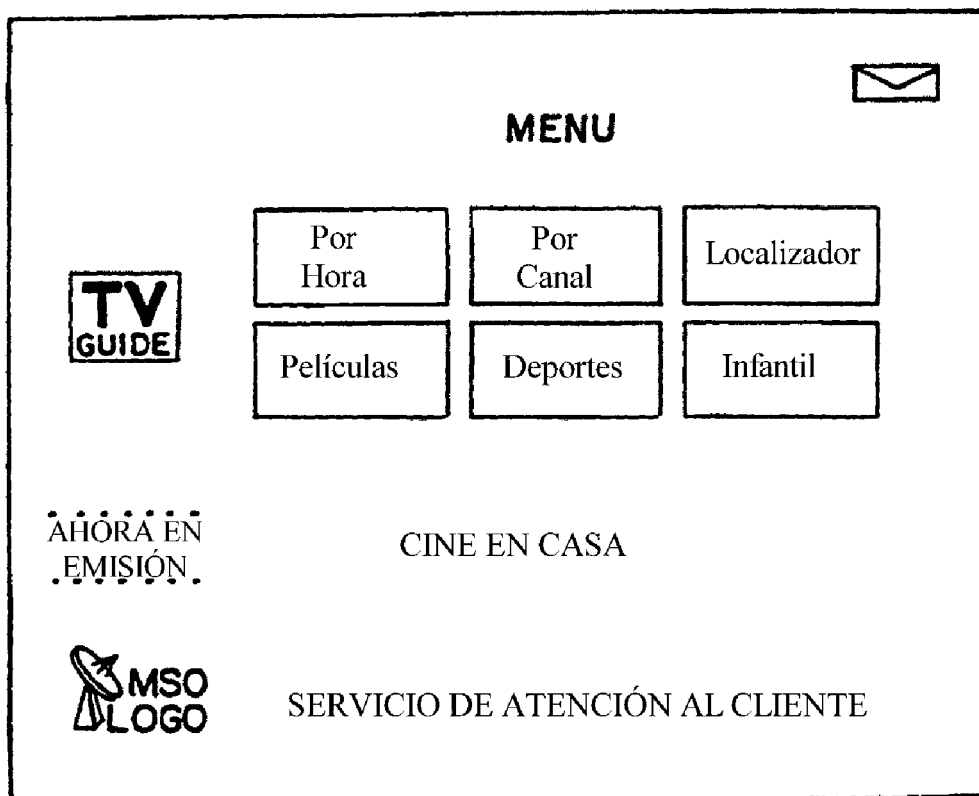 MENU
Por
Hora
Por
Canal
Localizador
TV
GUIDE
Películas
Deportes
Infantil
AHORA EN
EMISIÓN
CINE EN CASA
MSO
LOGO
SERVICIO DE ATENCIÓN AL CLIENTE